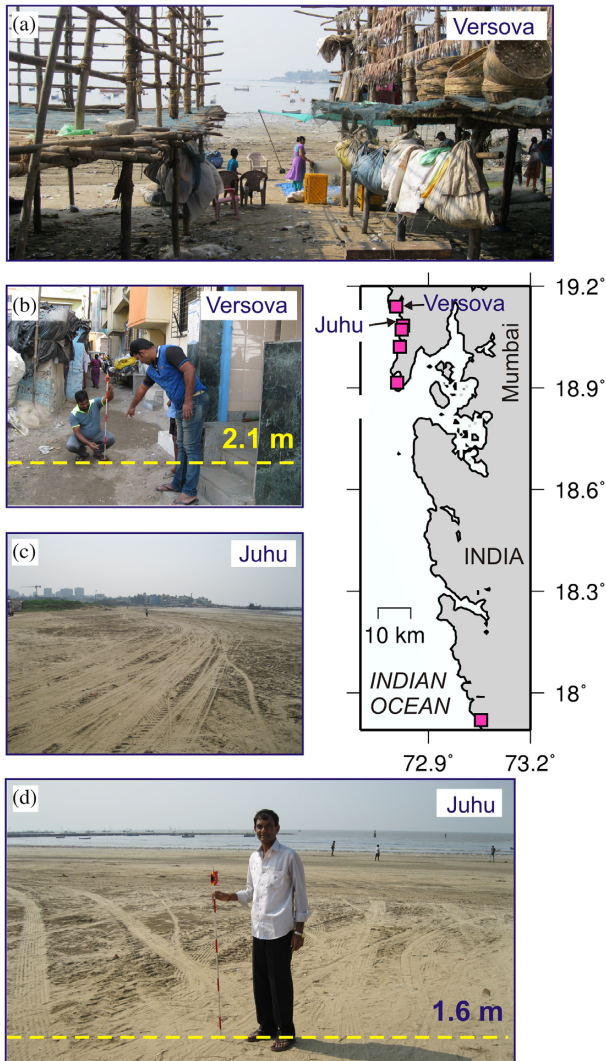 (a)
Versova
(b)
Versova
2.1 m
(c)
Juhu
19.2˚
Versova
Juhu
Mumbai
18.9˚
18.6˚
INDIA
18.3˚
10 km
INDIAN
OCEAN
18˚
72.9˚
73.2˚
(d)
Juhu
1.6 m